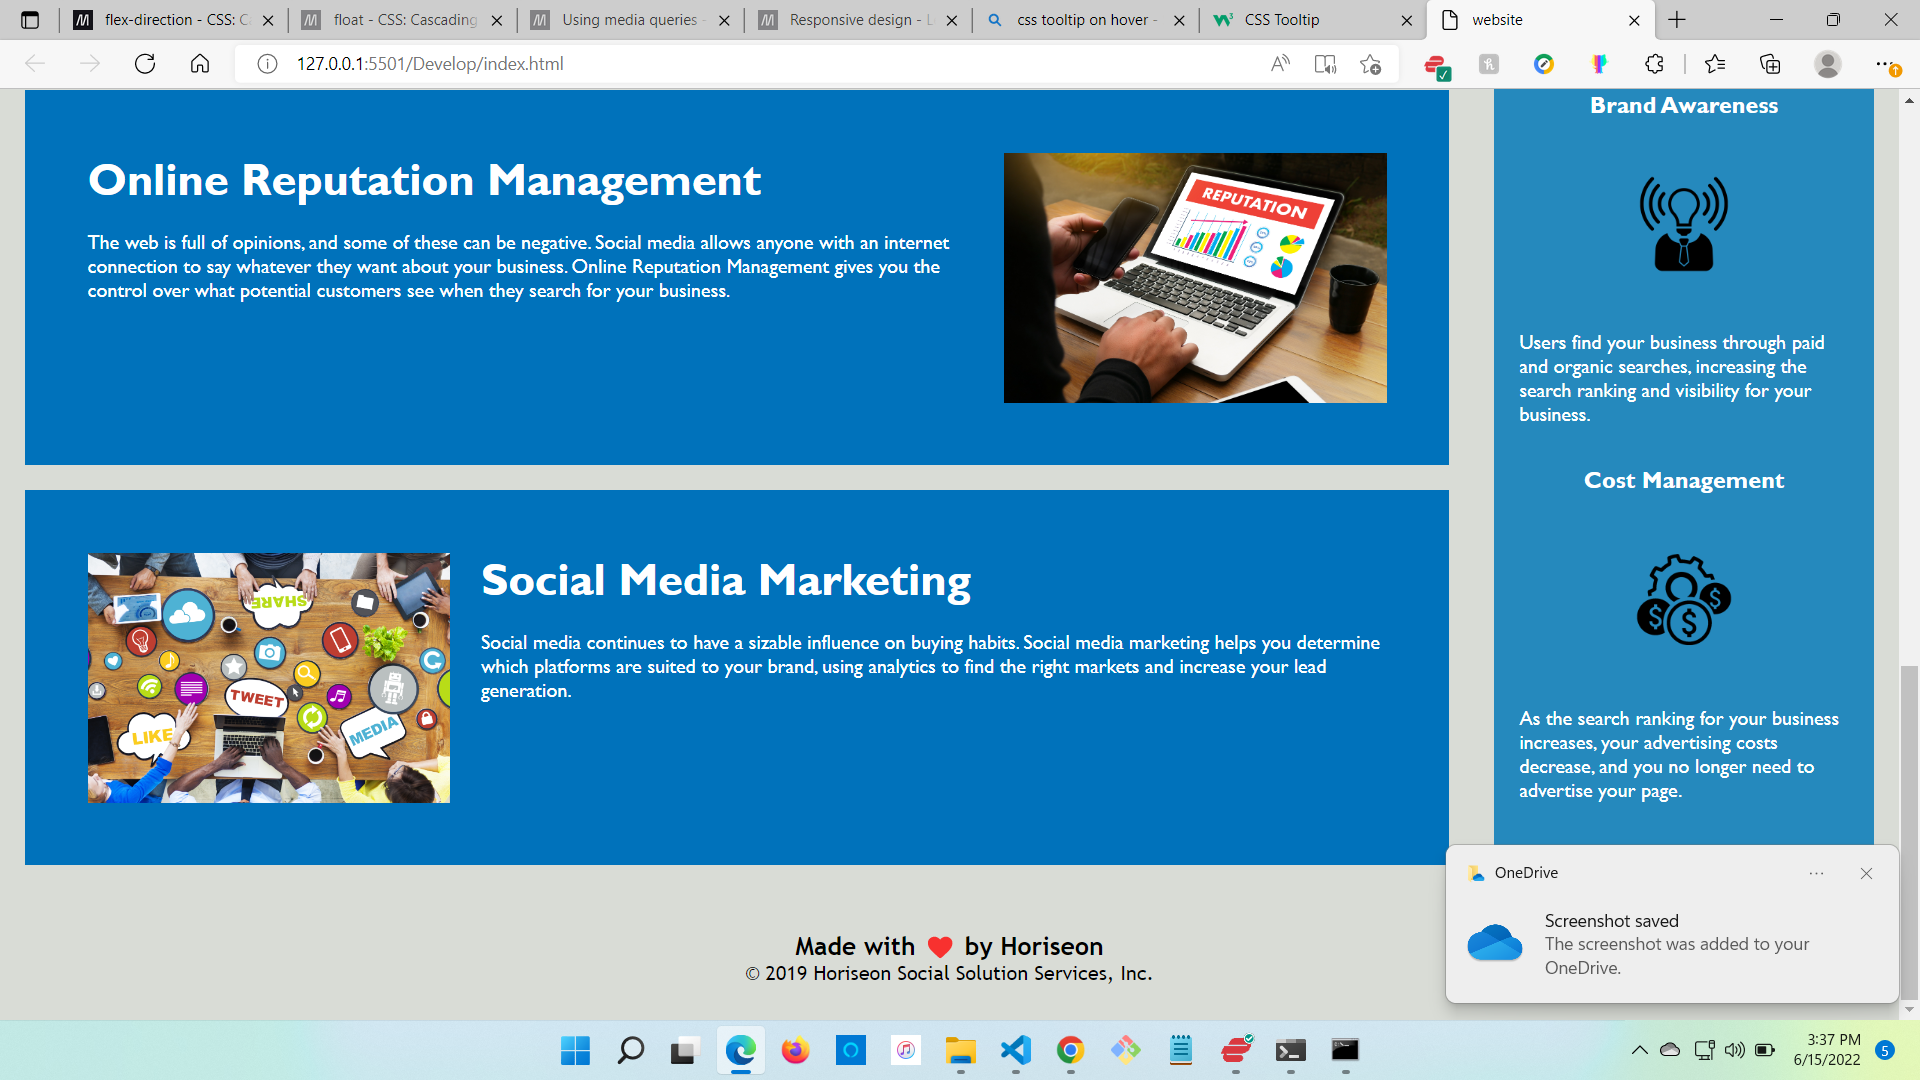 flex-direction - CSS: C
float - CSS: Cascading
Using media queries -
Responsive design - L
css tooltip on hover -
CSS Tooltip
website
127.0.0.1:5501/Develop/index.html
Online Reputation Management
The web is full of opinions, and some of these can be negative. Social media allows anyone with an internet
connection to say whatever they want about your business. Online Reputation Management gives you the
control over what potential customers see when they search for your business.
REPUTATION
Social Media Marketing
Social media continues to have a sizable influence on buying habits. Social media marketing helps you determine
which platforms are suited to your brand, using analytics to find the right markets and increase your lead
generation.
SHARE
TWEET
LIKE
MEDIA
Brand Awareness
Users find your business through paid
and organic searches, increasing the
search ranking and visibility for your
business.
Cost Management
As the search ranking for your business
increases, your advertising costs
decrease, and you no longer need to
advertise your page.
Made with ❤️ by Horiseon
© 2019 Horiseon Social Solution Services, Inc.
OneDrive
Screenshot saved
The screenshot was added to your
OneDrive.
3:37 PM
6/15/2022
5